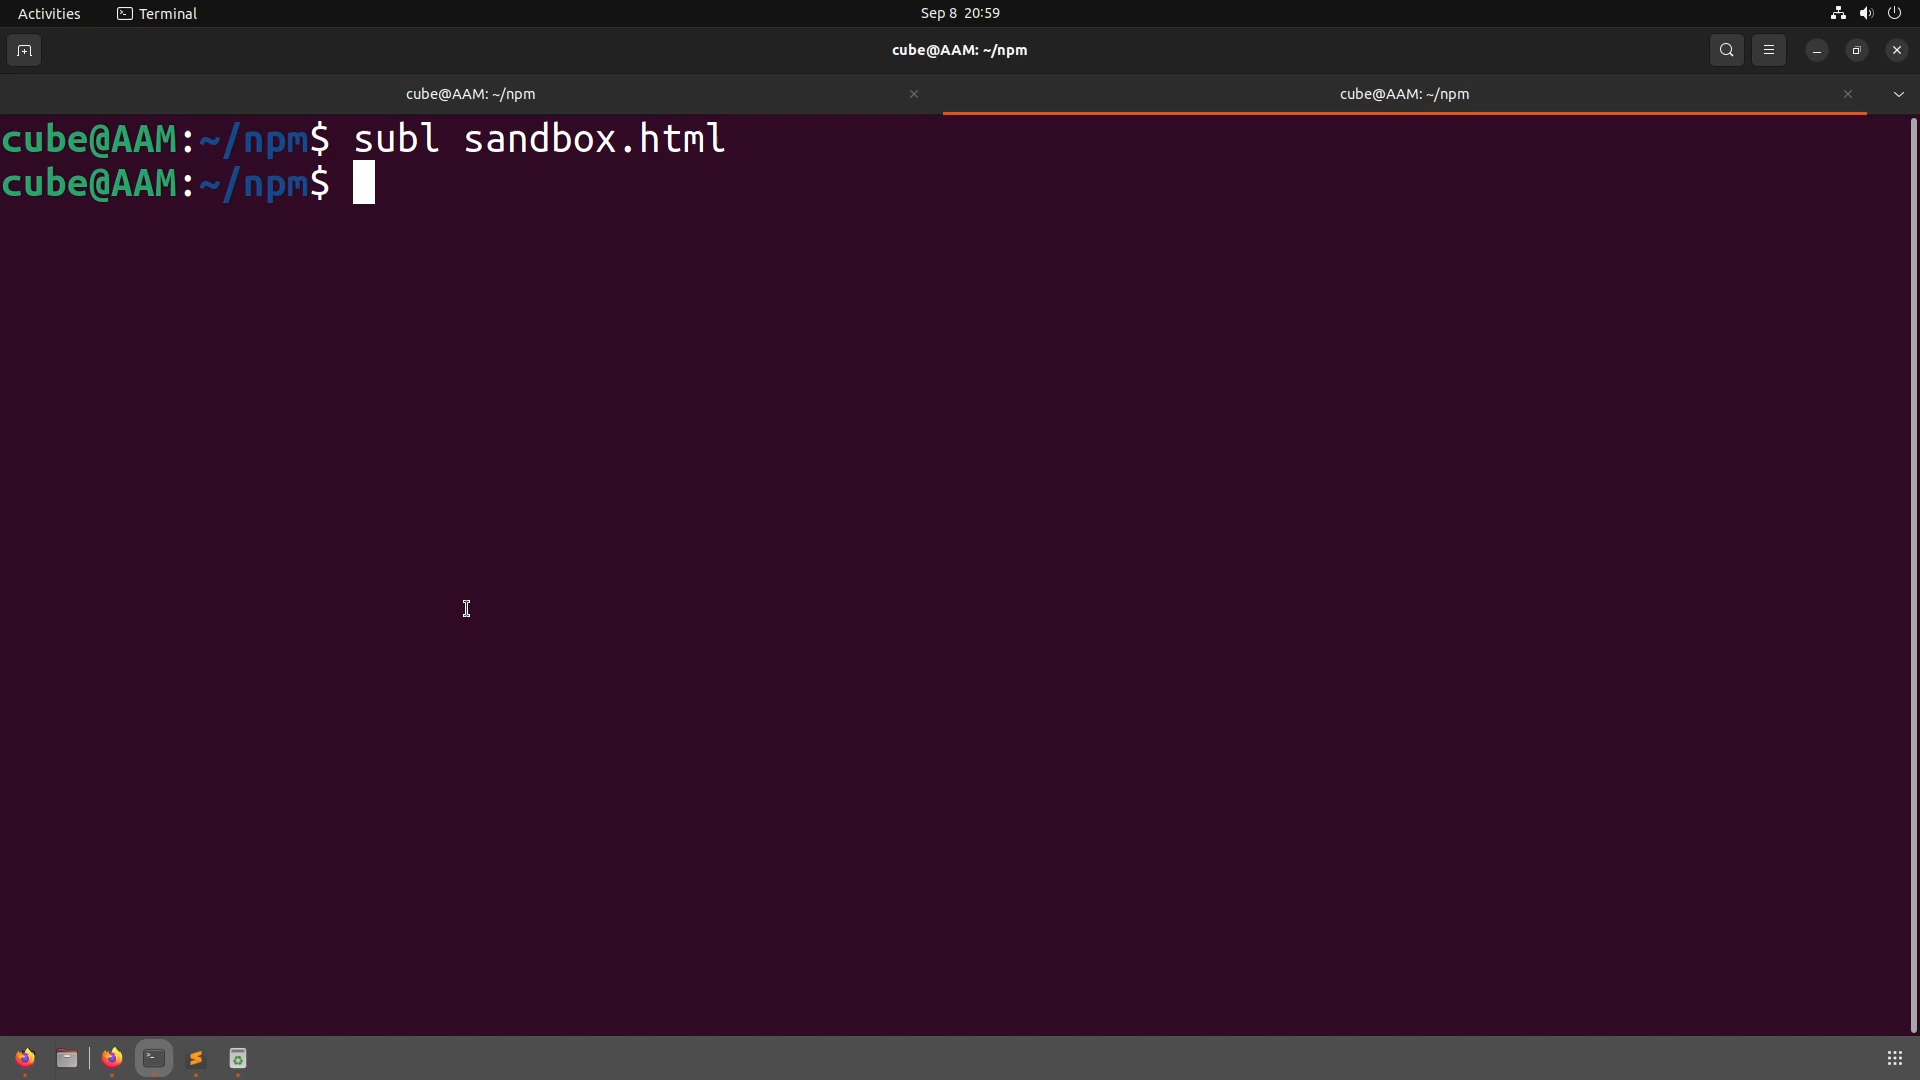 Activities Terminal Sep 8 20:59
cube@AAM: ~/npm
cube@AAM: ~/npm cube@AAM: ~/npm
cube@AAM:~/npm$ subl sandbox.html
cube@AAM:~/npm$